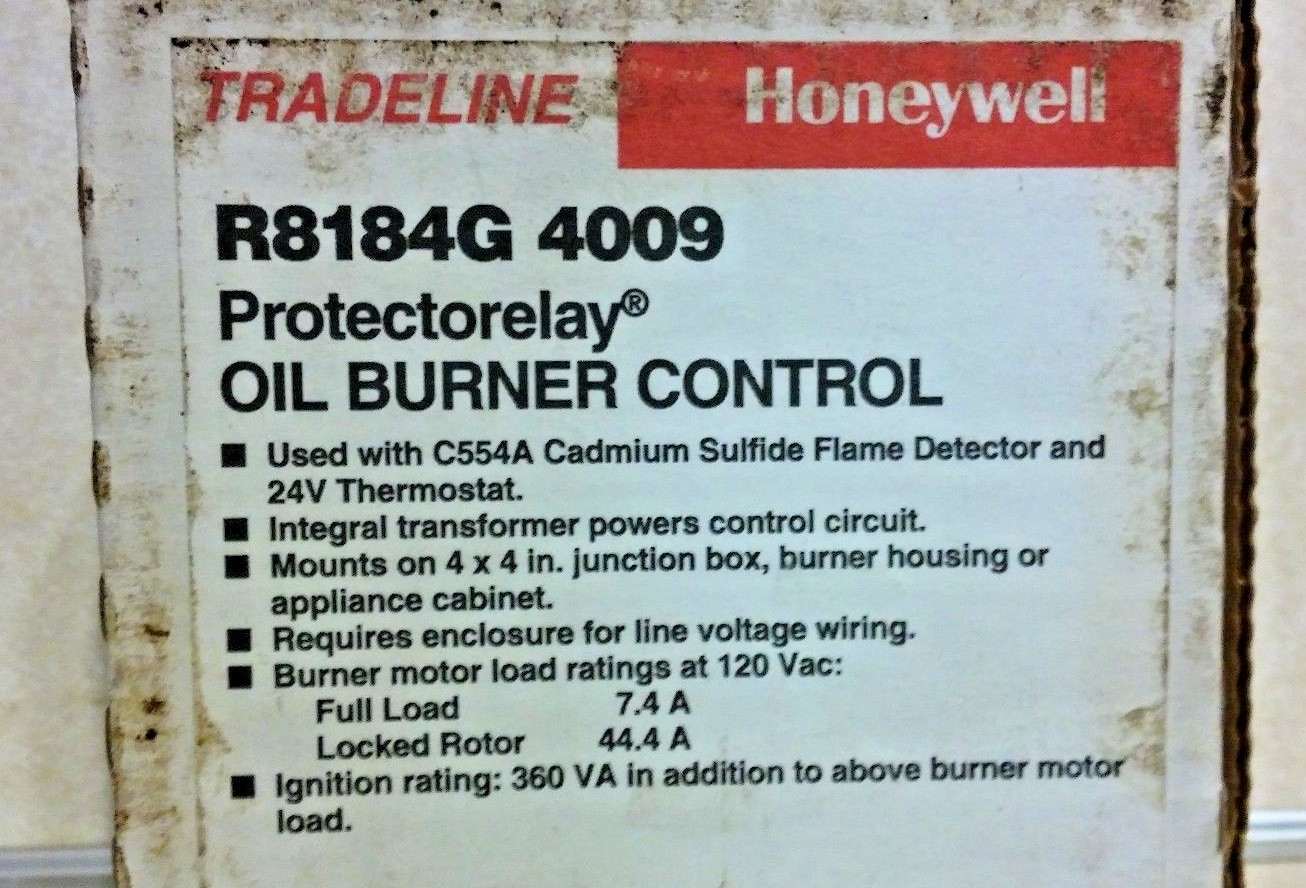 TRADELINE Honeywell
R8184G 4009
Protectorelay®
OIL BURNER CONTROL
■ Used with C554A Cadmium Sulfide Flame Detector and
24V Thermostat.
■ Integral transformer powers control circuit.
■ Mounts on 4 x 4 in. junction box, burner housing or
appliance cabinet.
■ Requires enclosure for line voltage wiring.
■ Burner motor load ratings at 120 Vac:
Full Load 7.4 A
Locked Rotor 44.4 A
■ Ignition rating: 360 VA in addition to above burner motor
load.